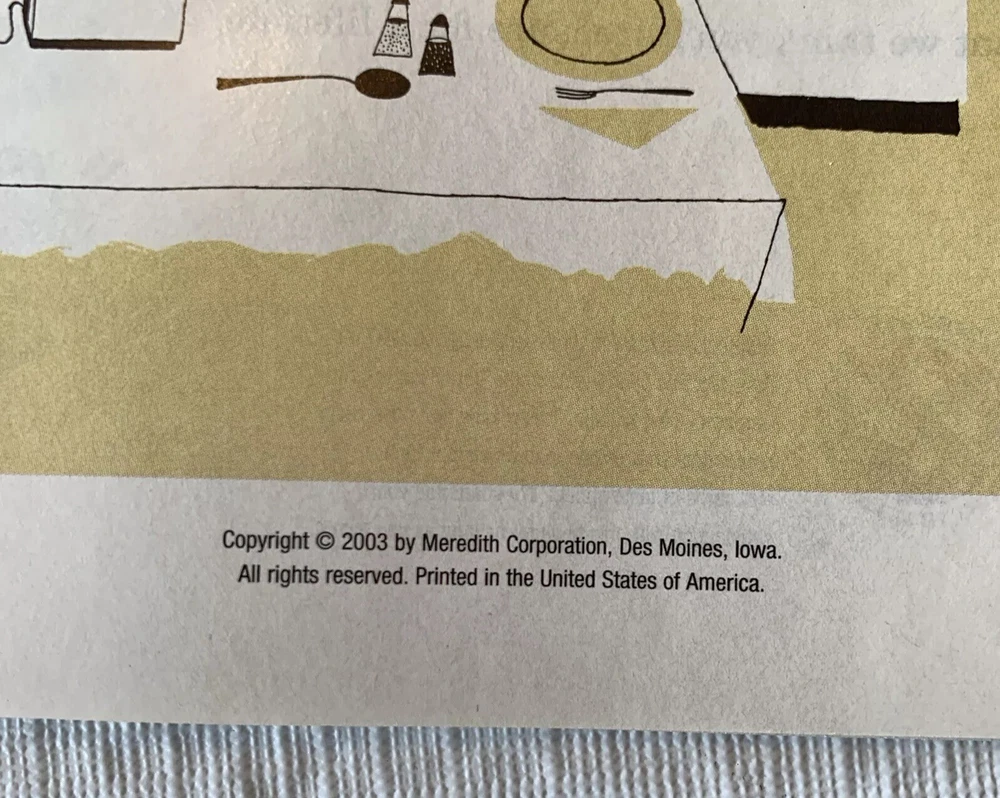 Copyright © 2003 by Meredith Corporation, Des Moines, Iowa.
All rights reserved. Printed in the United States of America.